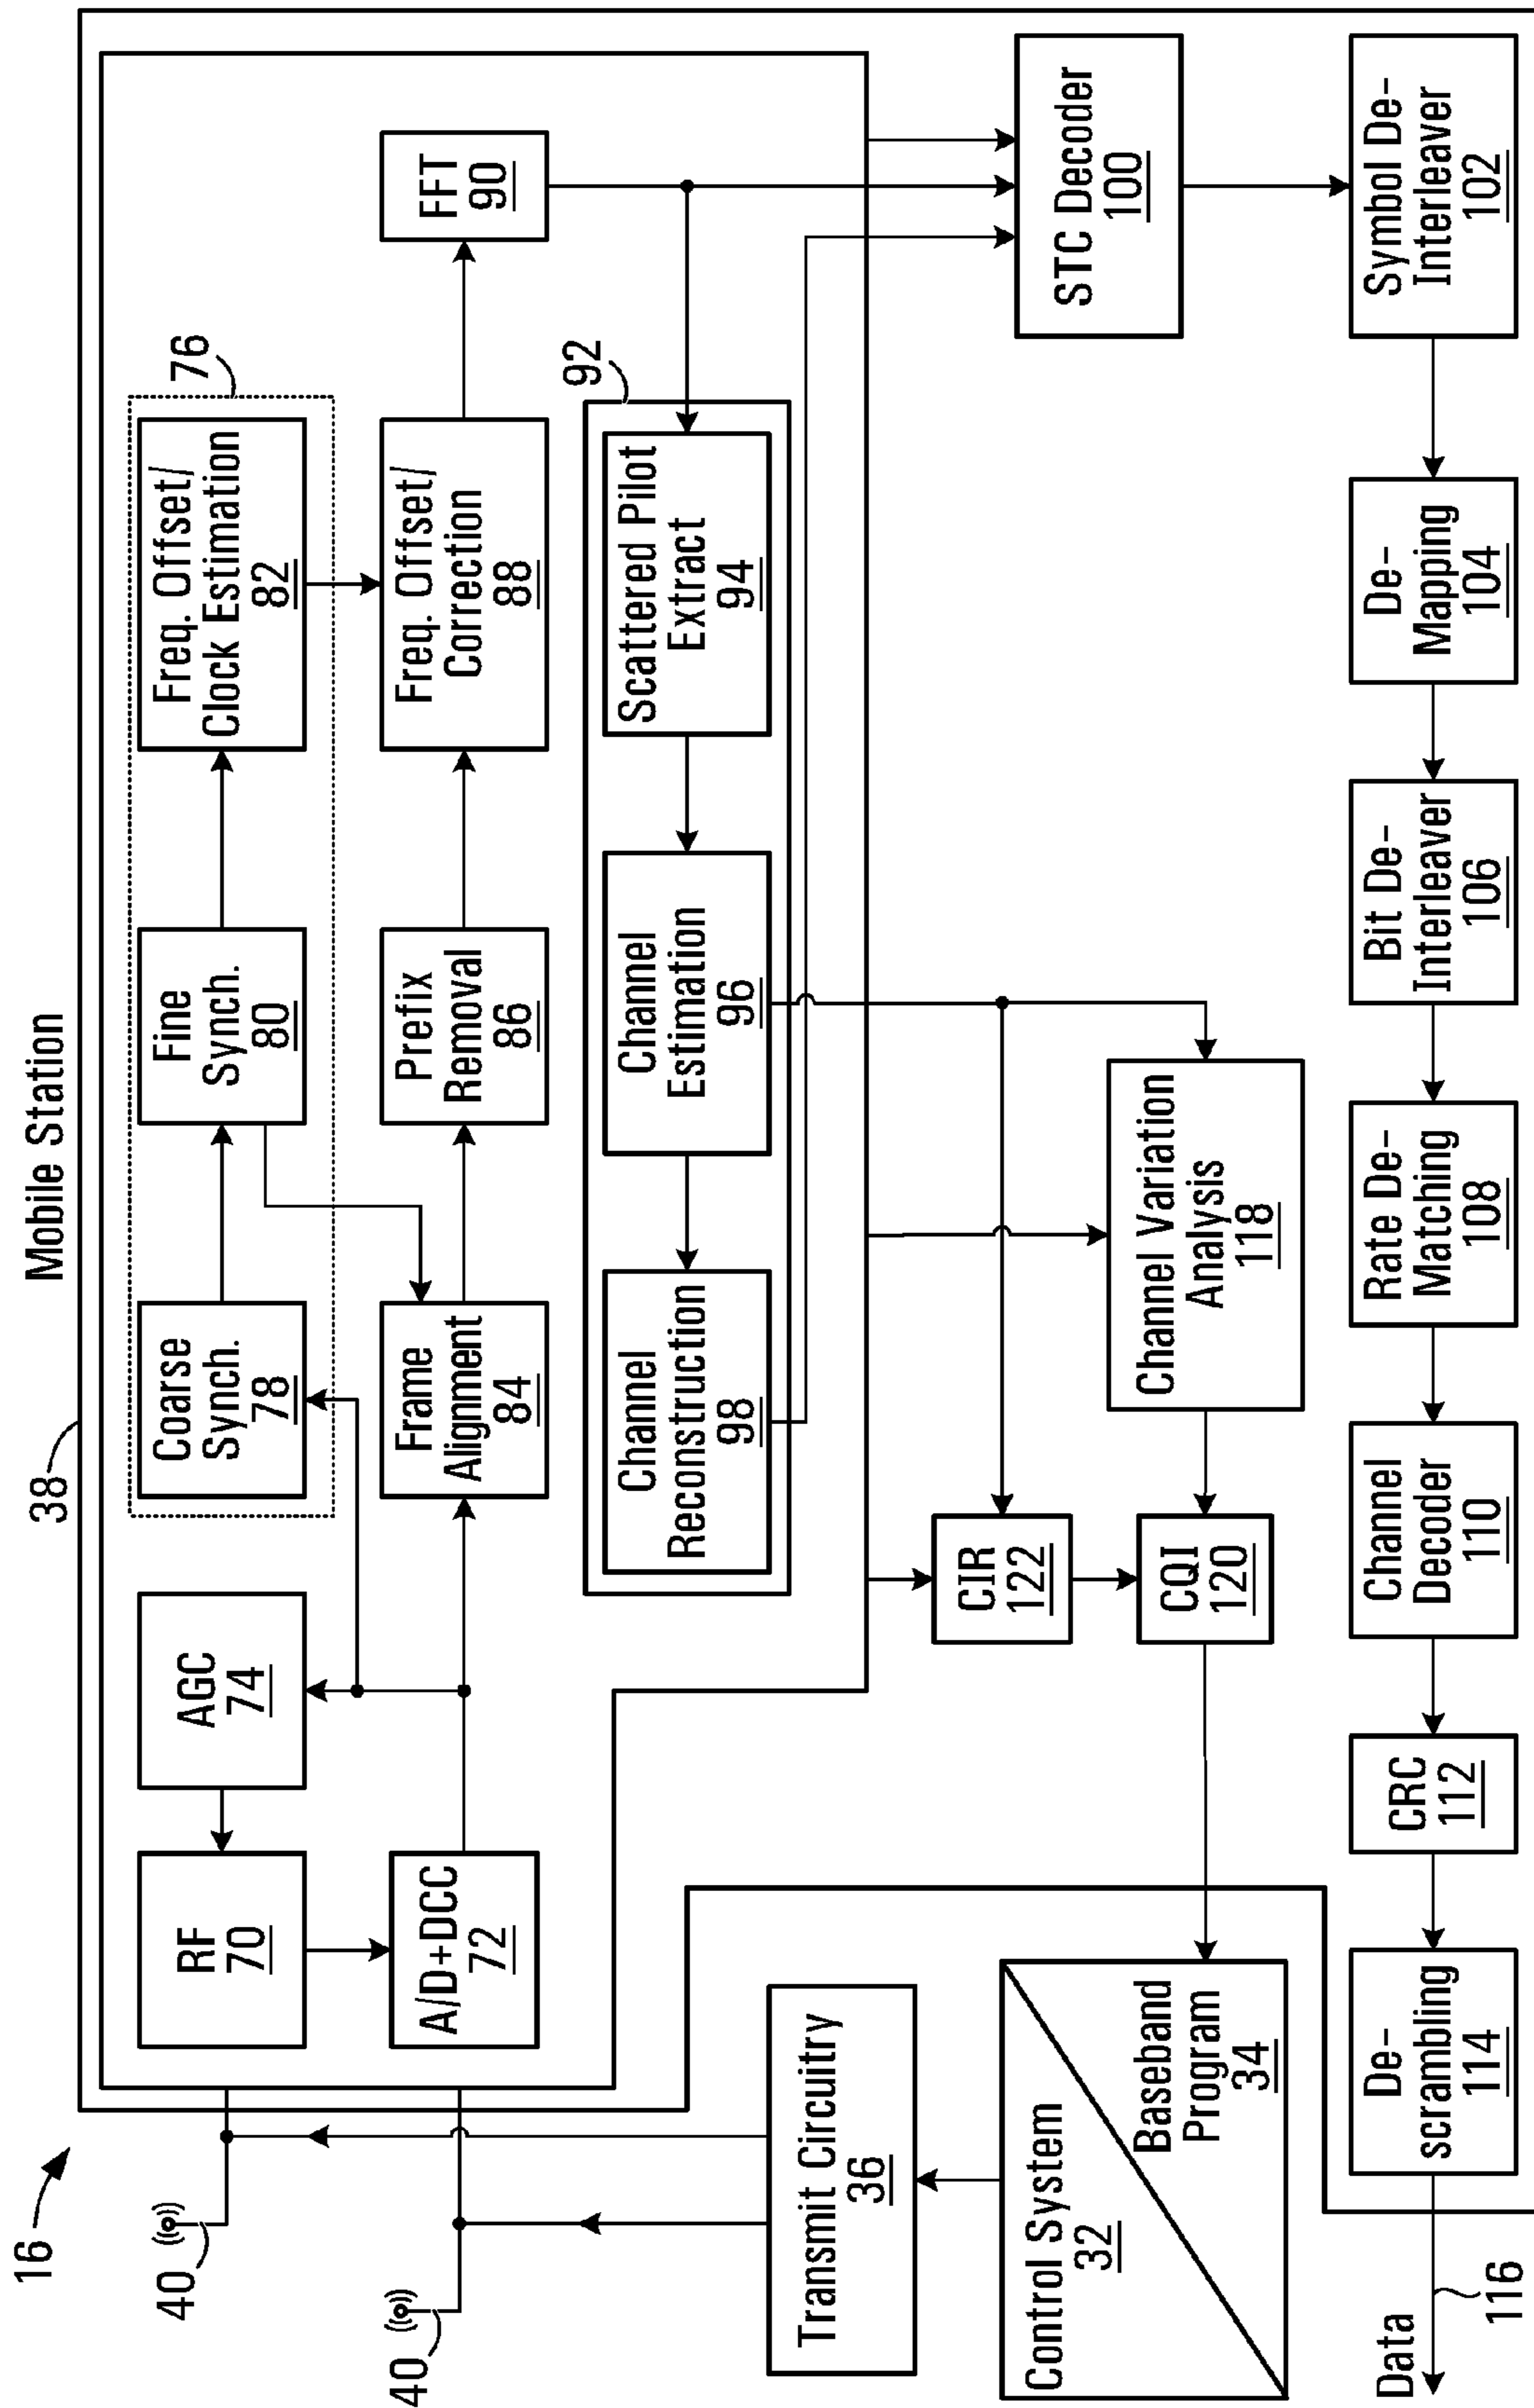 Mobile Station
16
38
40
40
RF
70
AGC
74
A/D+DCC
72
76
Coarse
Synch.
78
Fine
Synch.
80
Freq. Offset/
Clock Estimation
82
Frame
Alignment
84
Prefix
Removal
86
Freq. Offset/
Correction
88
FFT
90
92
Channel
Reconstruction
98
Channel
Estimation
96
Scattered Pilot
Extract
94
Transmit Circuitry
36
CIR
122
STC Decoder
100
Control System
32
Baseband
Program
34
CQI
120
Channel Variation
Analysis
118
Data
116
De-
scrambling
114
CRC
112
Channel
Decoder
110
Rate De-
Matching
108
Bit De-
Interleaver
106
De-
Mapping
104
Symbol De-
Interleaver
102